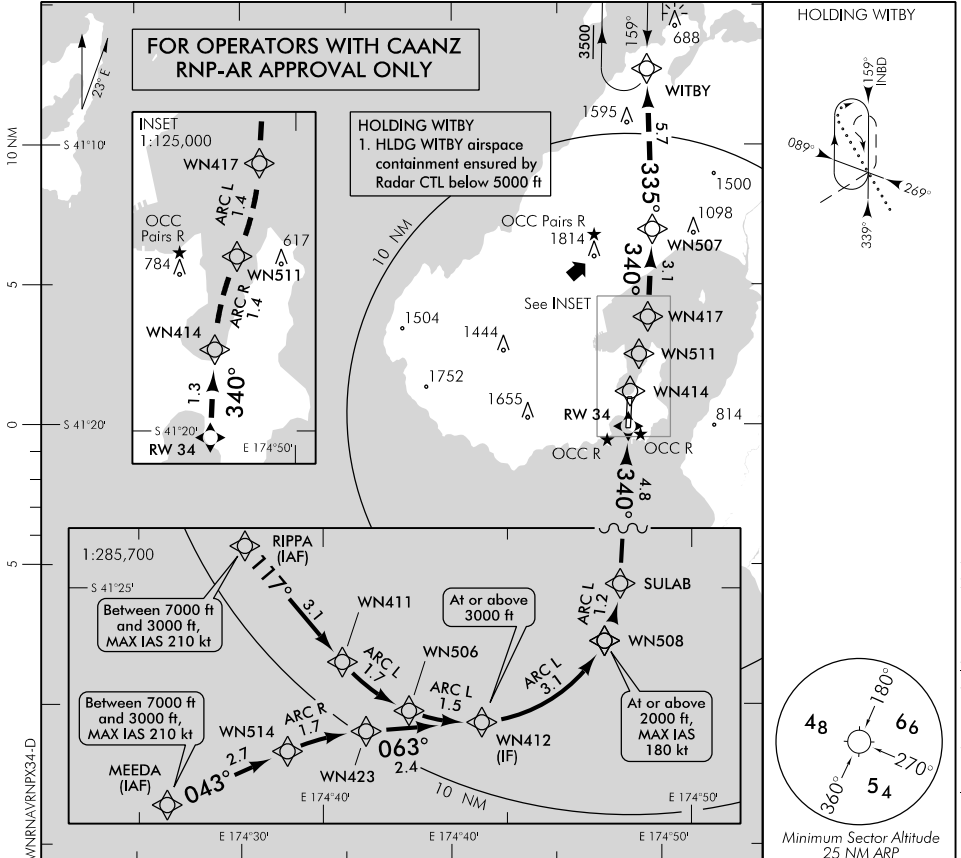 FOR OPERATORS WITH CAANZ
RNP-AR APPROVAL ONLY
23° E
10 NM
5
0
5
S 41°10'
S 41°20'
INSET
1:125,000
WN417
ARC L
1.4
OCC
Pairs R
784
617
WN511
ARC R
1.4
WN414
1.3
340°
S 41°20'
RW 34
E 174°50'
HOLDING WITBY
1. HLDG WITBY airspace
containment ensured by
Radar CTL below 5000 ft
3500
159°
688
WITBY
1595
5.7
335°
1500
OCC Pairs R
1814
1098
WN507
10 NM
340°
3.1
See INSET
WN417
1504
1444
WN511
1752
WN414
1655
RW 34
814
OCC R
OCC R
4.8
340°
1:285,700
S 41°25'
RIPPA
(IAF)
117°
3.1
Between 7000 ft
and 3000 ft,
MAX IAS 210 kt
WN411
ARC L
1.7
At or above
3000 ft
WN506
ARC L
1.5
ARC L
3.1
SULAB
ARC L
1.2
WN508
At or above
2000 ft,
MAX IAS
180 kt
WN412
(IF)
Between 7000 ft
and 3000 ft,
MAX IAS 210 kt
WN514
ARC R
1.7
MEEDA
(IAF)
043°
2.7
WN423
063°
2.4
10 NM
E 174°40'
E 174°50'
E 174°30'
E 174°40'
E 174°50'
WNRNAVRNPX34-D
HOLDING WITBY
159°
INBD
089°
269°
339°
180°
48
66
270°
54
360°
Minimum Sector Altitude
25 NM ARP